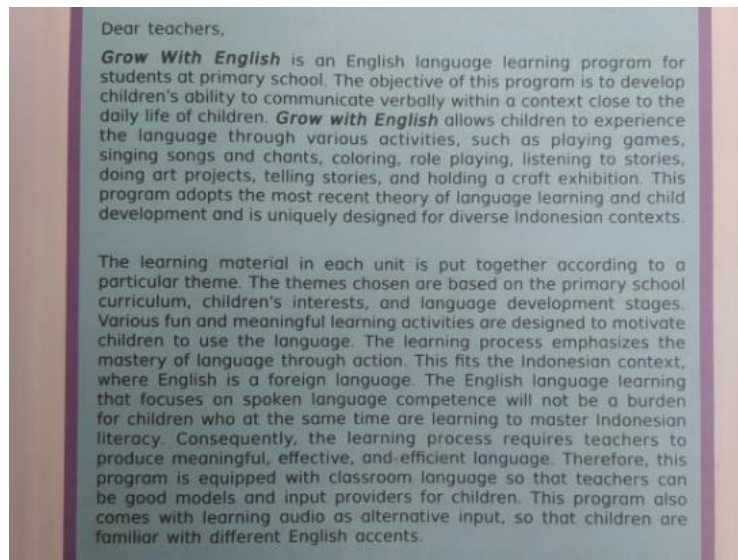 Dear teachers,
Grow With English is an English language learning program for
students at primary school. The objective of this program is to develop
children's ability to communicate verbally within a context close to the
daily life of children. Grow with English allows children to experience
the language through various activities, such as playing games,
singing songs and chants, coloring, role playing, listening to stories,
doing art projects, telling stories, and holding a craft exhibition. This
program adopts the most recent theory of language learning and child
development and is uniquely designed for diverse Indonesian contexts.
The learning material in each unit is put together according to a
particular theme. The themes chosen are based on the primary school
curriculum, children's interests, and language development stages.
Various fun and meaningful learning activities are designed to motivate
children to use the language. The learning process emphasizes the
mastery of language through action. This fits the Indonesian context,
where English is a foreign language. The English language learning
that focuses on spoken language competence will not be a burden
for children who at the same time are learning to master Indonesian
literacy. Consequently, the learning process requires teachers to
produce meaningful, effective, and efficient language. Therefore, this
program is equipped with classroom language so that teachers can
be good models and input providers for children. This program also
comes with learning audio as alternative input, so that children are
familiar with different English accents.